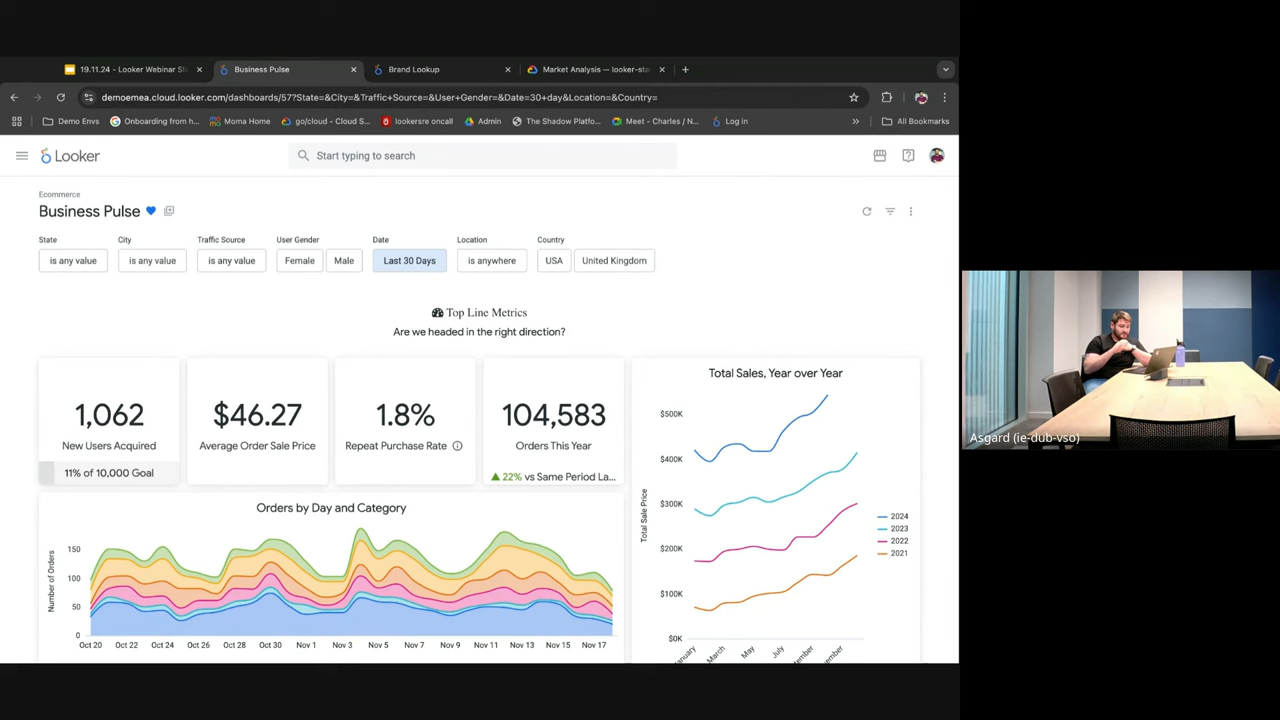 19.11.24 - Looker Webinar Sl
Business Pulse
Brand Lookup
Market Analysis — looker-sta
demoemea.cloud.looker.com/dashboards/57?State=&City=&Traffic+Source=&User+Gender=&Date=30+day&Location=&Country=
Demo Envs
Onboarding from h...
Moma Home
go/cloud - Cloud S...
lookersre oncall
Admin
The Shadow Platfo...
Meet - Charles / N...
Log in
»
All Bookmarks
Looker
Start typing to search
Ecommerce
Business Pulse
State
City
Traffic Source
User Gender
Date
Location
Country
is any value
is any value
is any value
Female
Male
Last 30 Days
is anywhere
USA
United Kingdom
Top Line Metrics
Are we headed in the right direction?
1,062
New Users Acquired
11% of 10,000 Goal
$46.27
Average Order Sale Price
1.8%
Repeat Purchase Rate
104,583
Orders This Year
▲ 22% vs Same Period La...
Total Sales, Year over Year
$500K
$400K
$300K
$200K
$100K
$0K
Total Sale Price
January
March
May
July
2024
2023
2022
2021
Orders by Day and Category
Number of Orders
150
100
50
0
Oct 20
Oct 22
Oct 24
Oct 26
Oct 28
Oct 30
Nov 1
Nov 3
Nov 5
Nov 7
Nov 9
Nov 11
Nov 13
Nov 15
Nov 17
Asgard (ie-dub-vso)